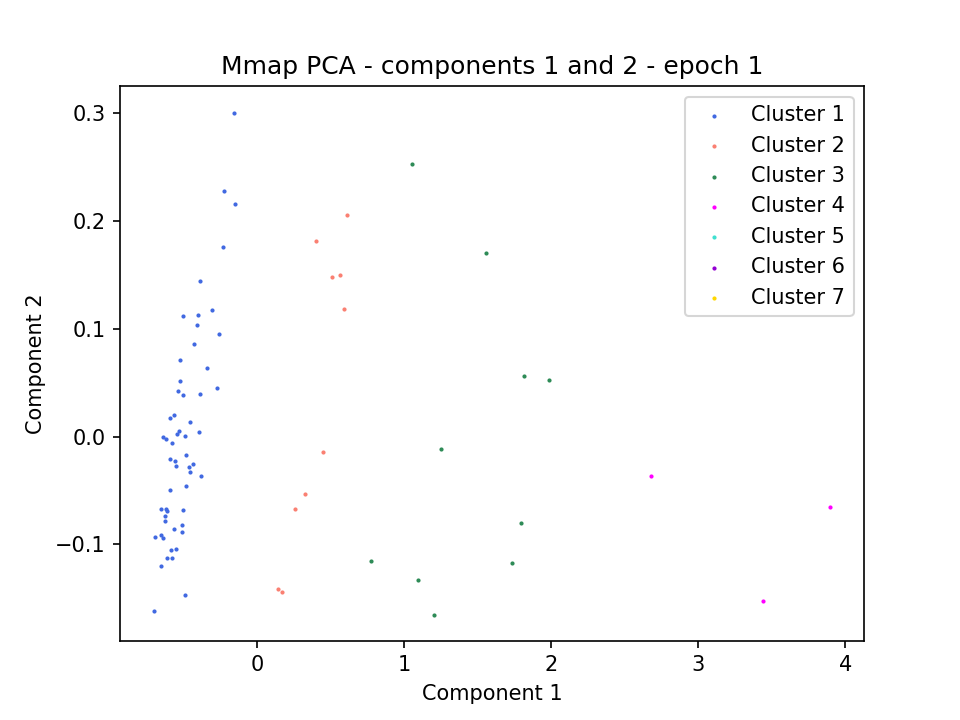 Mmap PCA - components 1 and 2 - epoch 1
Cluster 1
Cluster 2
Cluster 3
Cluster 4
Cluster 5
Cluster 6
Cluster 7
0.3
0.2
0.1
0.0
−0.1
Component 2
0 1 2 3 4
Component 1